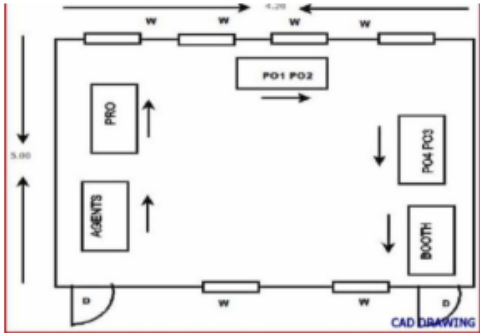 4.20
W W W W
PO1 PO2
PRO
PO4 PO3
5.00
AGENTS
BOOTH
D W W D
CAD DRAWING